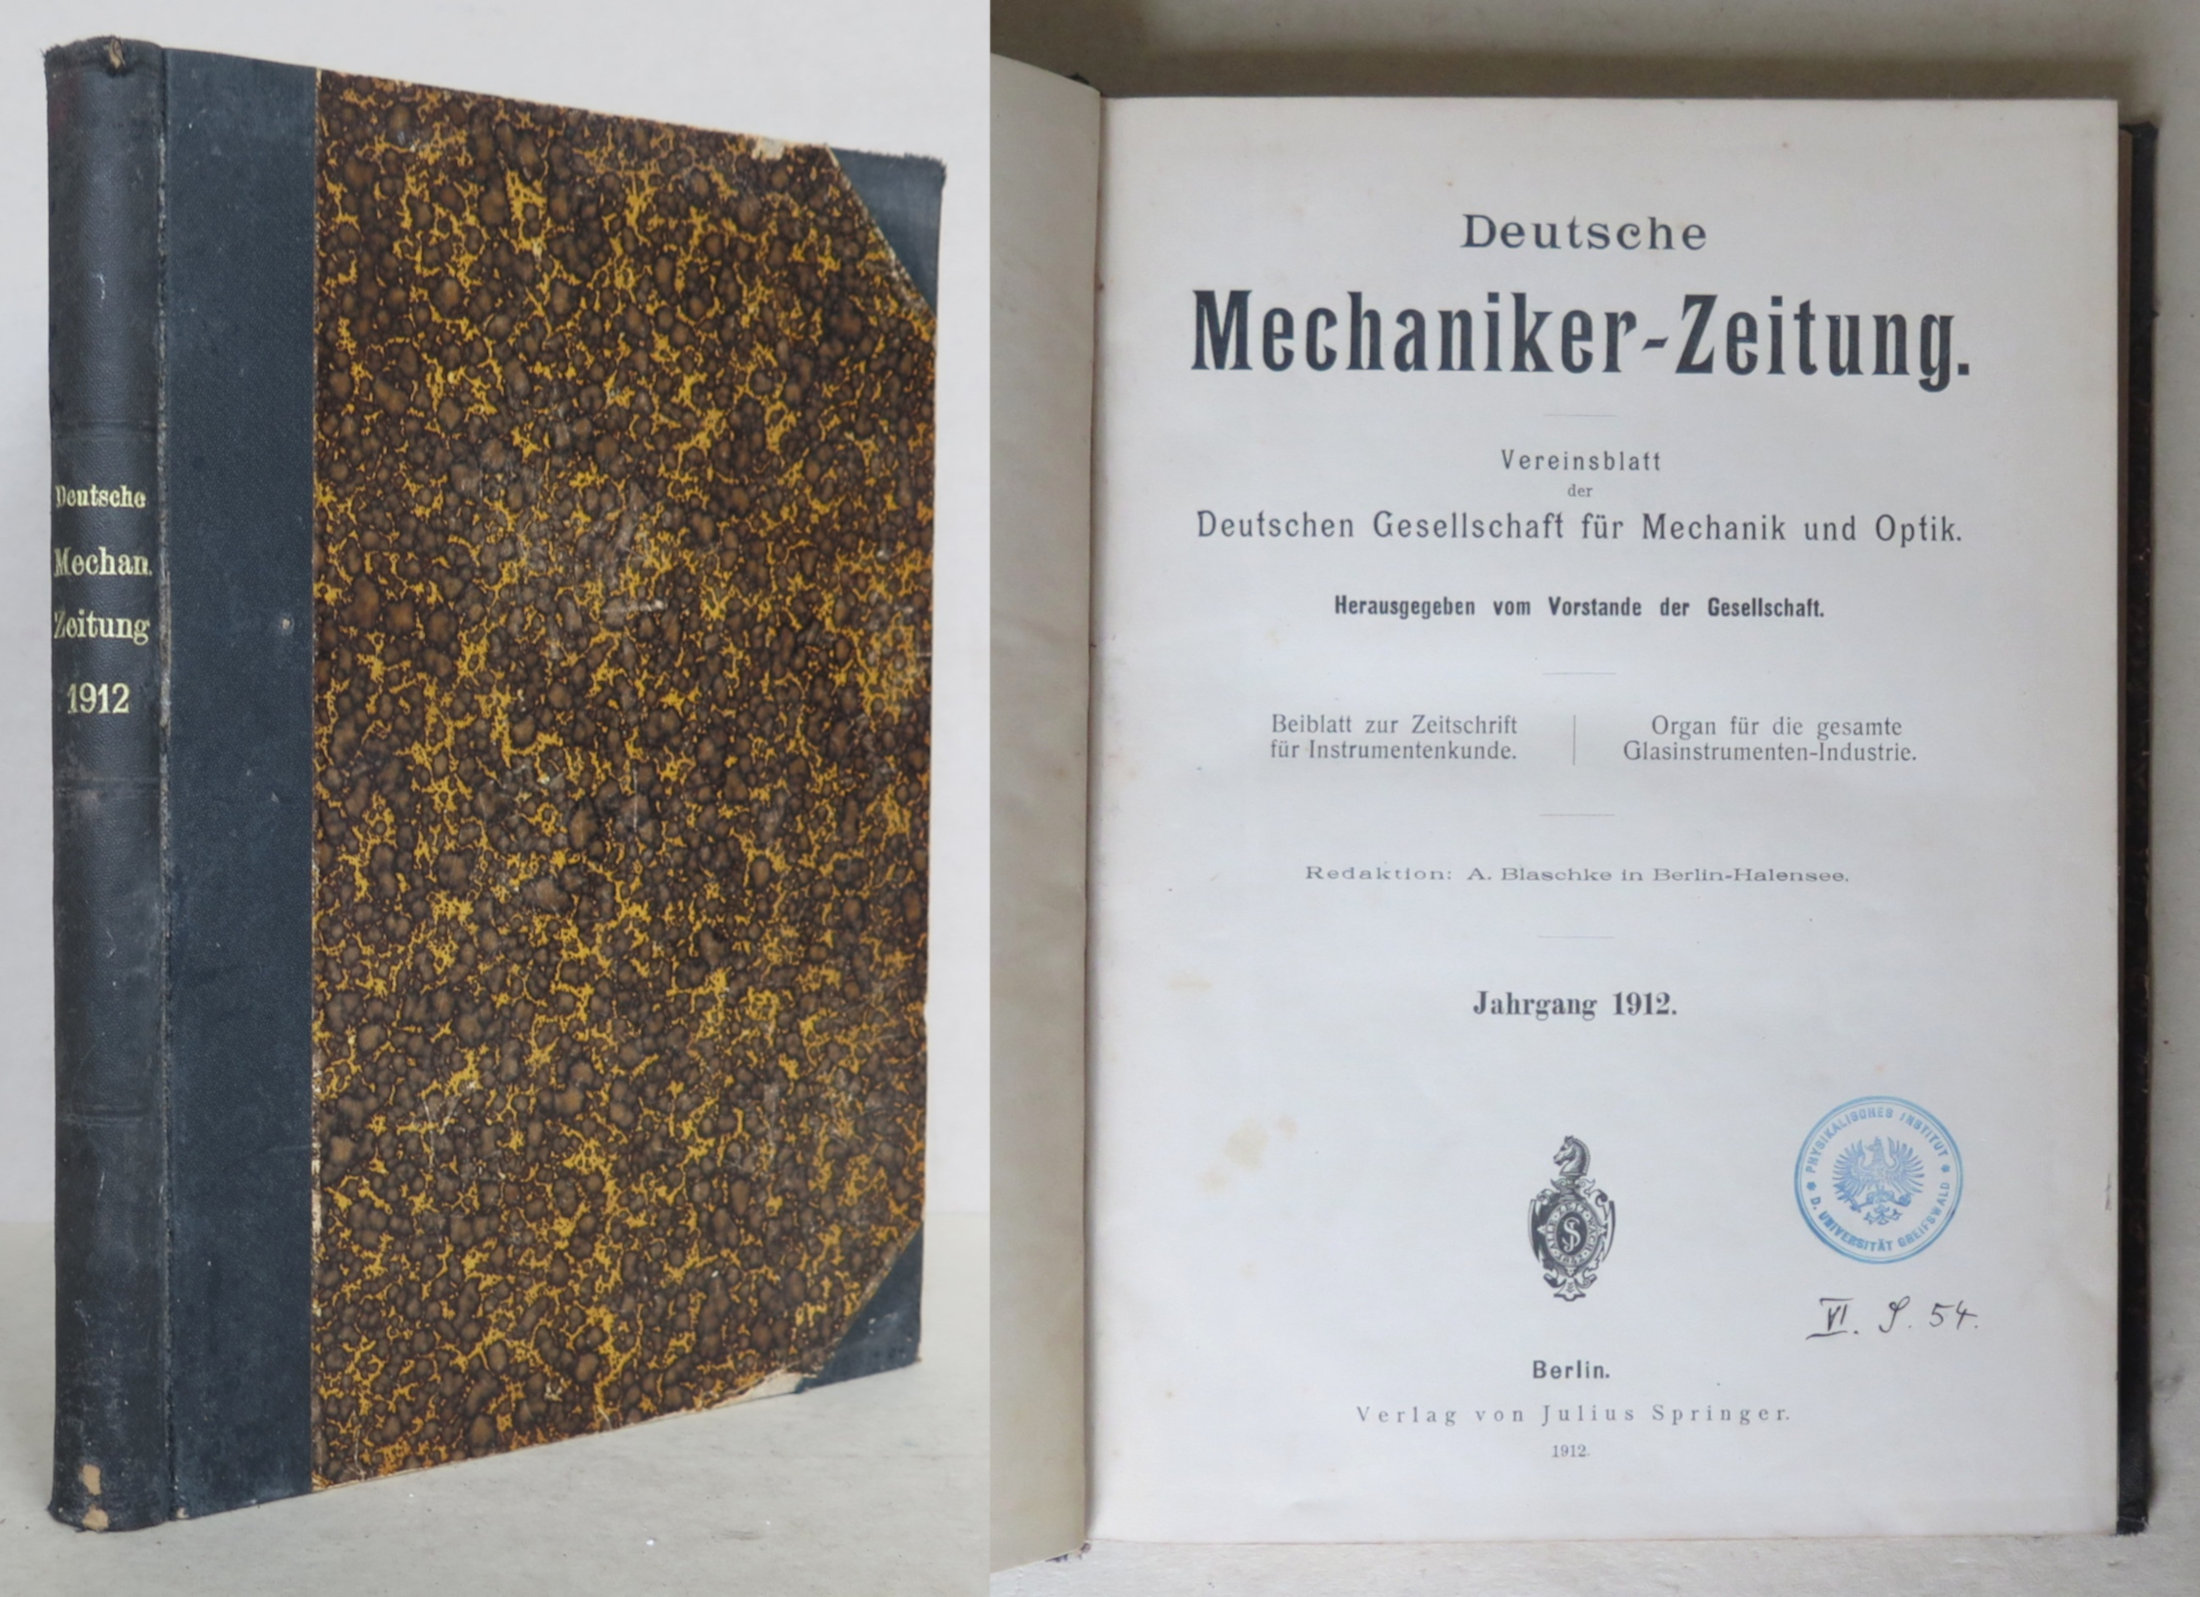 Deutsche
Mechan.
Zeitung
1912
Deutsche
Mechaniker-Zeitung.
Vereinsblatt
der
Deutschen Gesellschaft für Mechanik und Optik.
Herausgegeben vom Vorstande der Gesellschaft.
Beiblatt zur Zeitschrift
für Instrumentenkunde.
Organ für die gesamte
Glasinstrumenten-Industrie.
Redaktion: A. Blaschke in Berlin-Halensee.
Jahrgang 1912.
PHYSIKALISCHES INSTITUT
D. UNIVERSITÄT GREIFSWALD
VI. 54.
Berlin.
Verlag von Julius Springer.
1912.